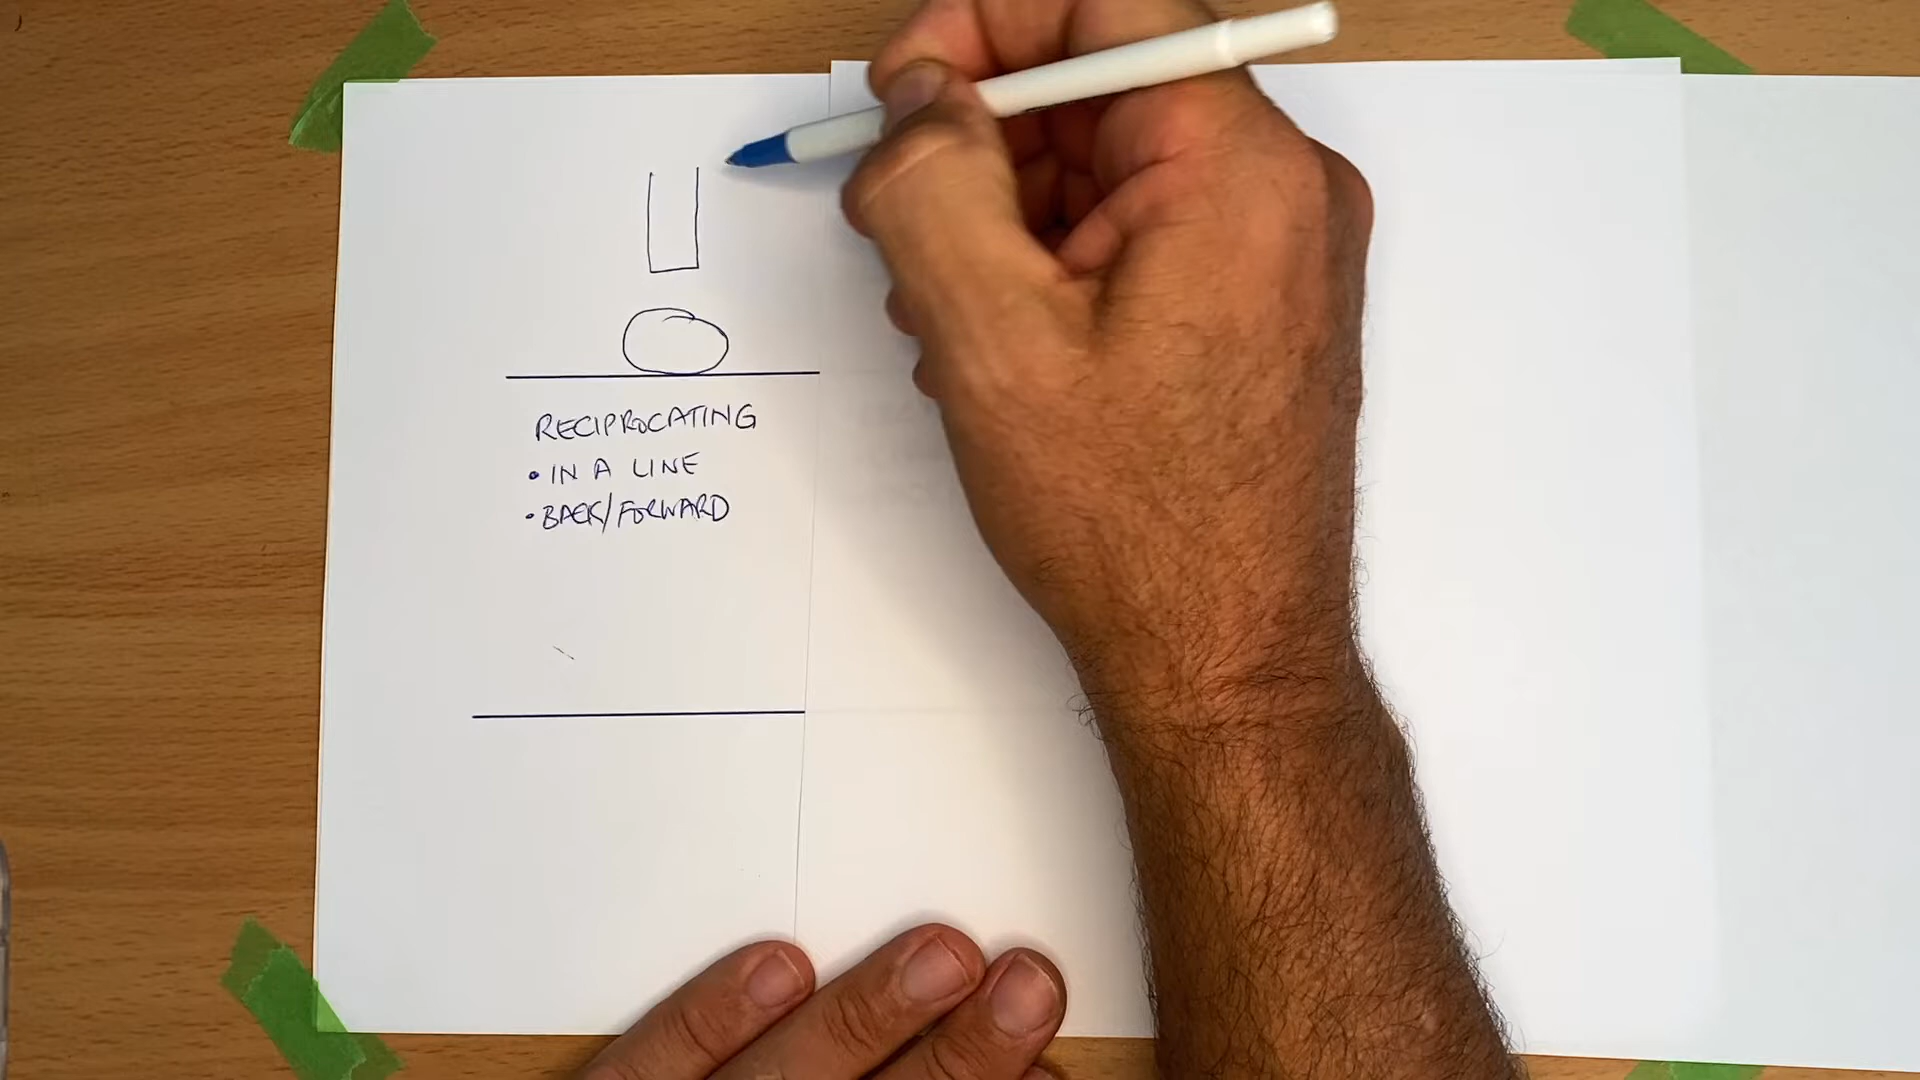 RECIPROCATING
• IN A LINE
• BACK/FORWARD